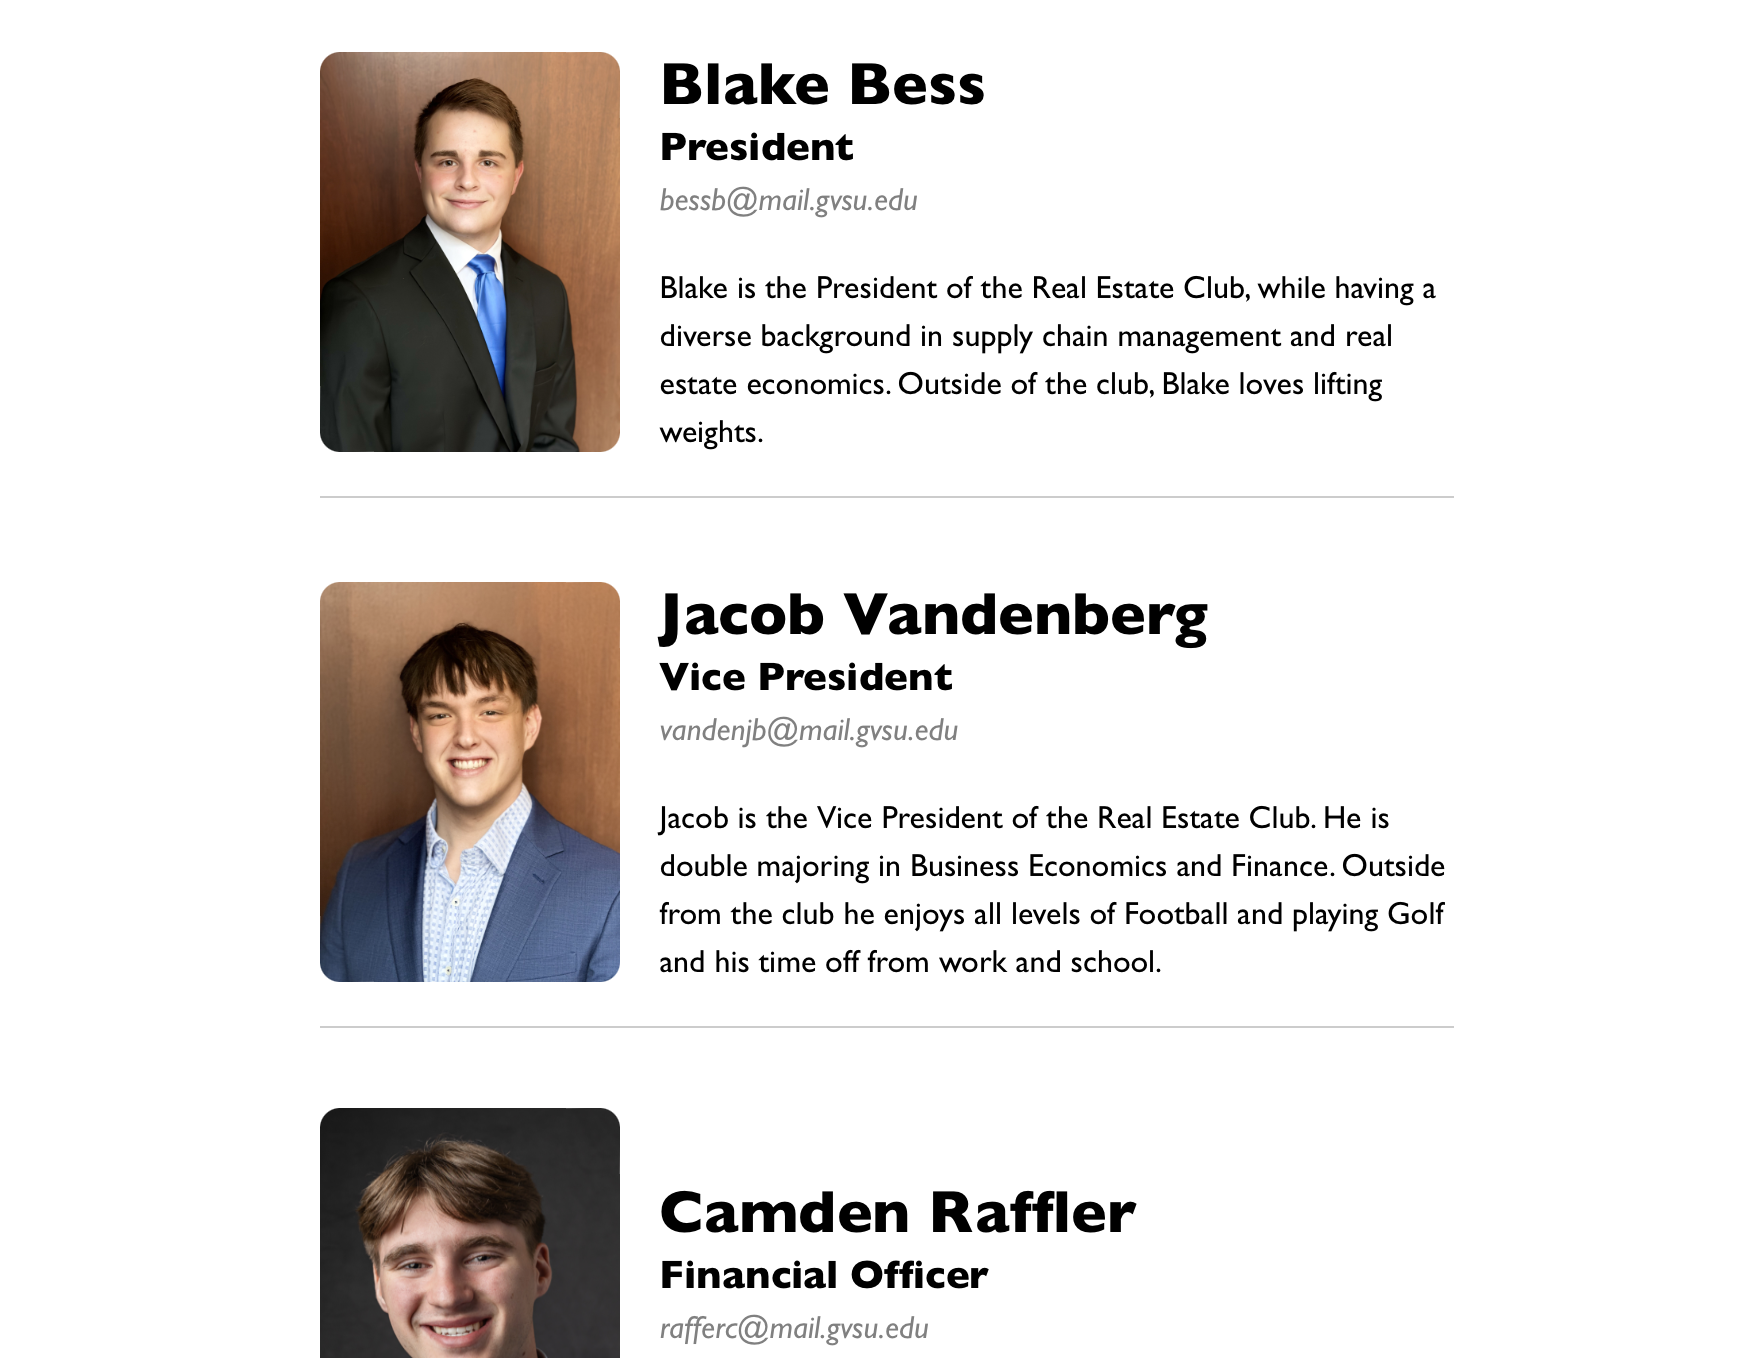 Blake Bess
President
bessb@mail.gvsu.edu
Blake is the President of the Real Estate Club, while having a
diverse background in supply chain management and real
estate economics. Outside of the club, Blake loves lifting
weights.
Jacob Vandenberg
Vice President
vandenjb@mail.gvsu.edu
Jacob is the Vice President of the Real Estate Club. He is
double majoring in Business Economics and Finance. Outside
from the club he enjoys all levels of Football and playing Golf
and his time off from work and school.
Camden Raffler
Financial Officer
rafferc@mail.gvsu.edu